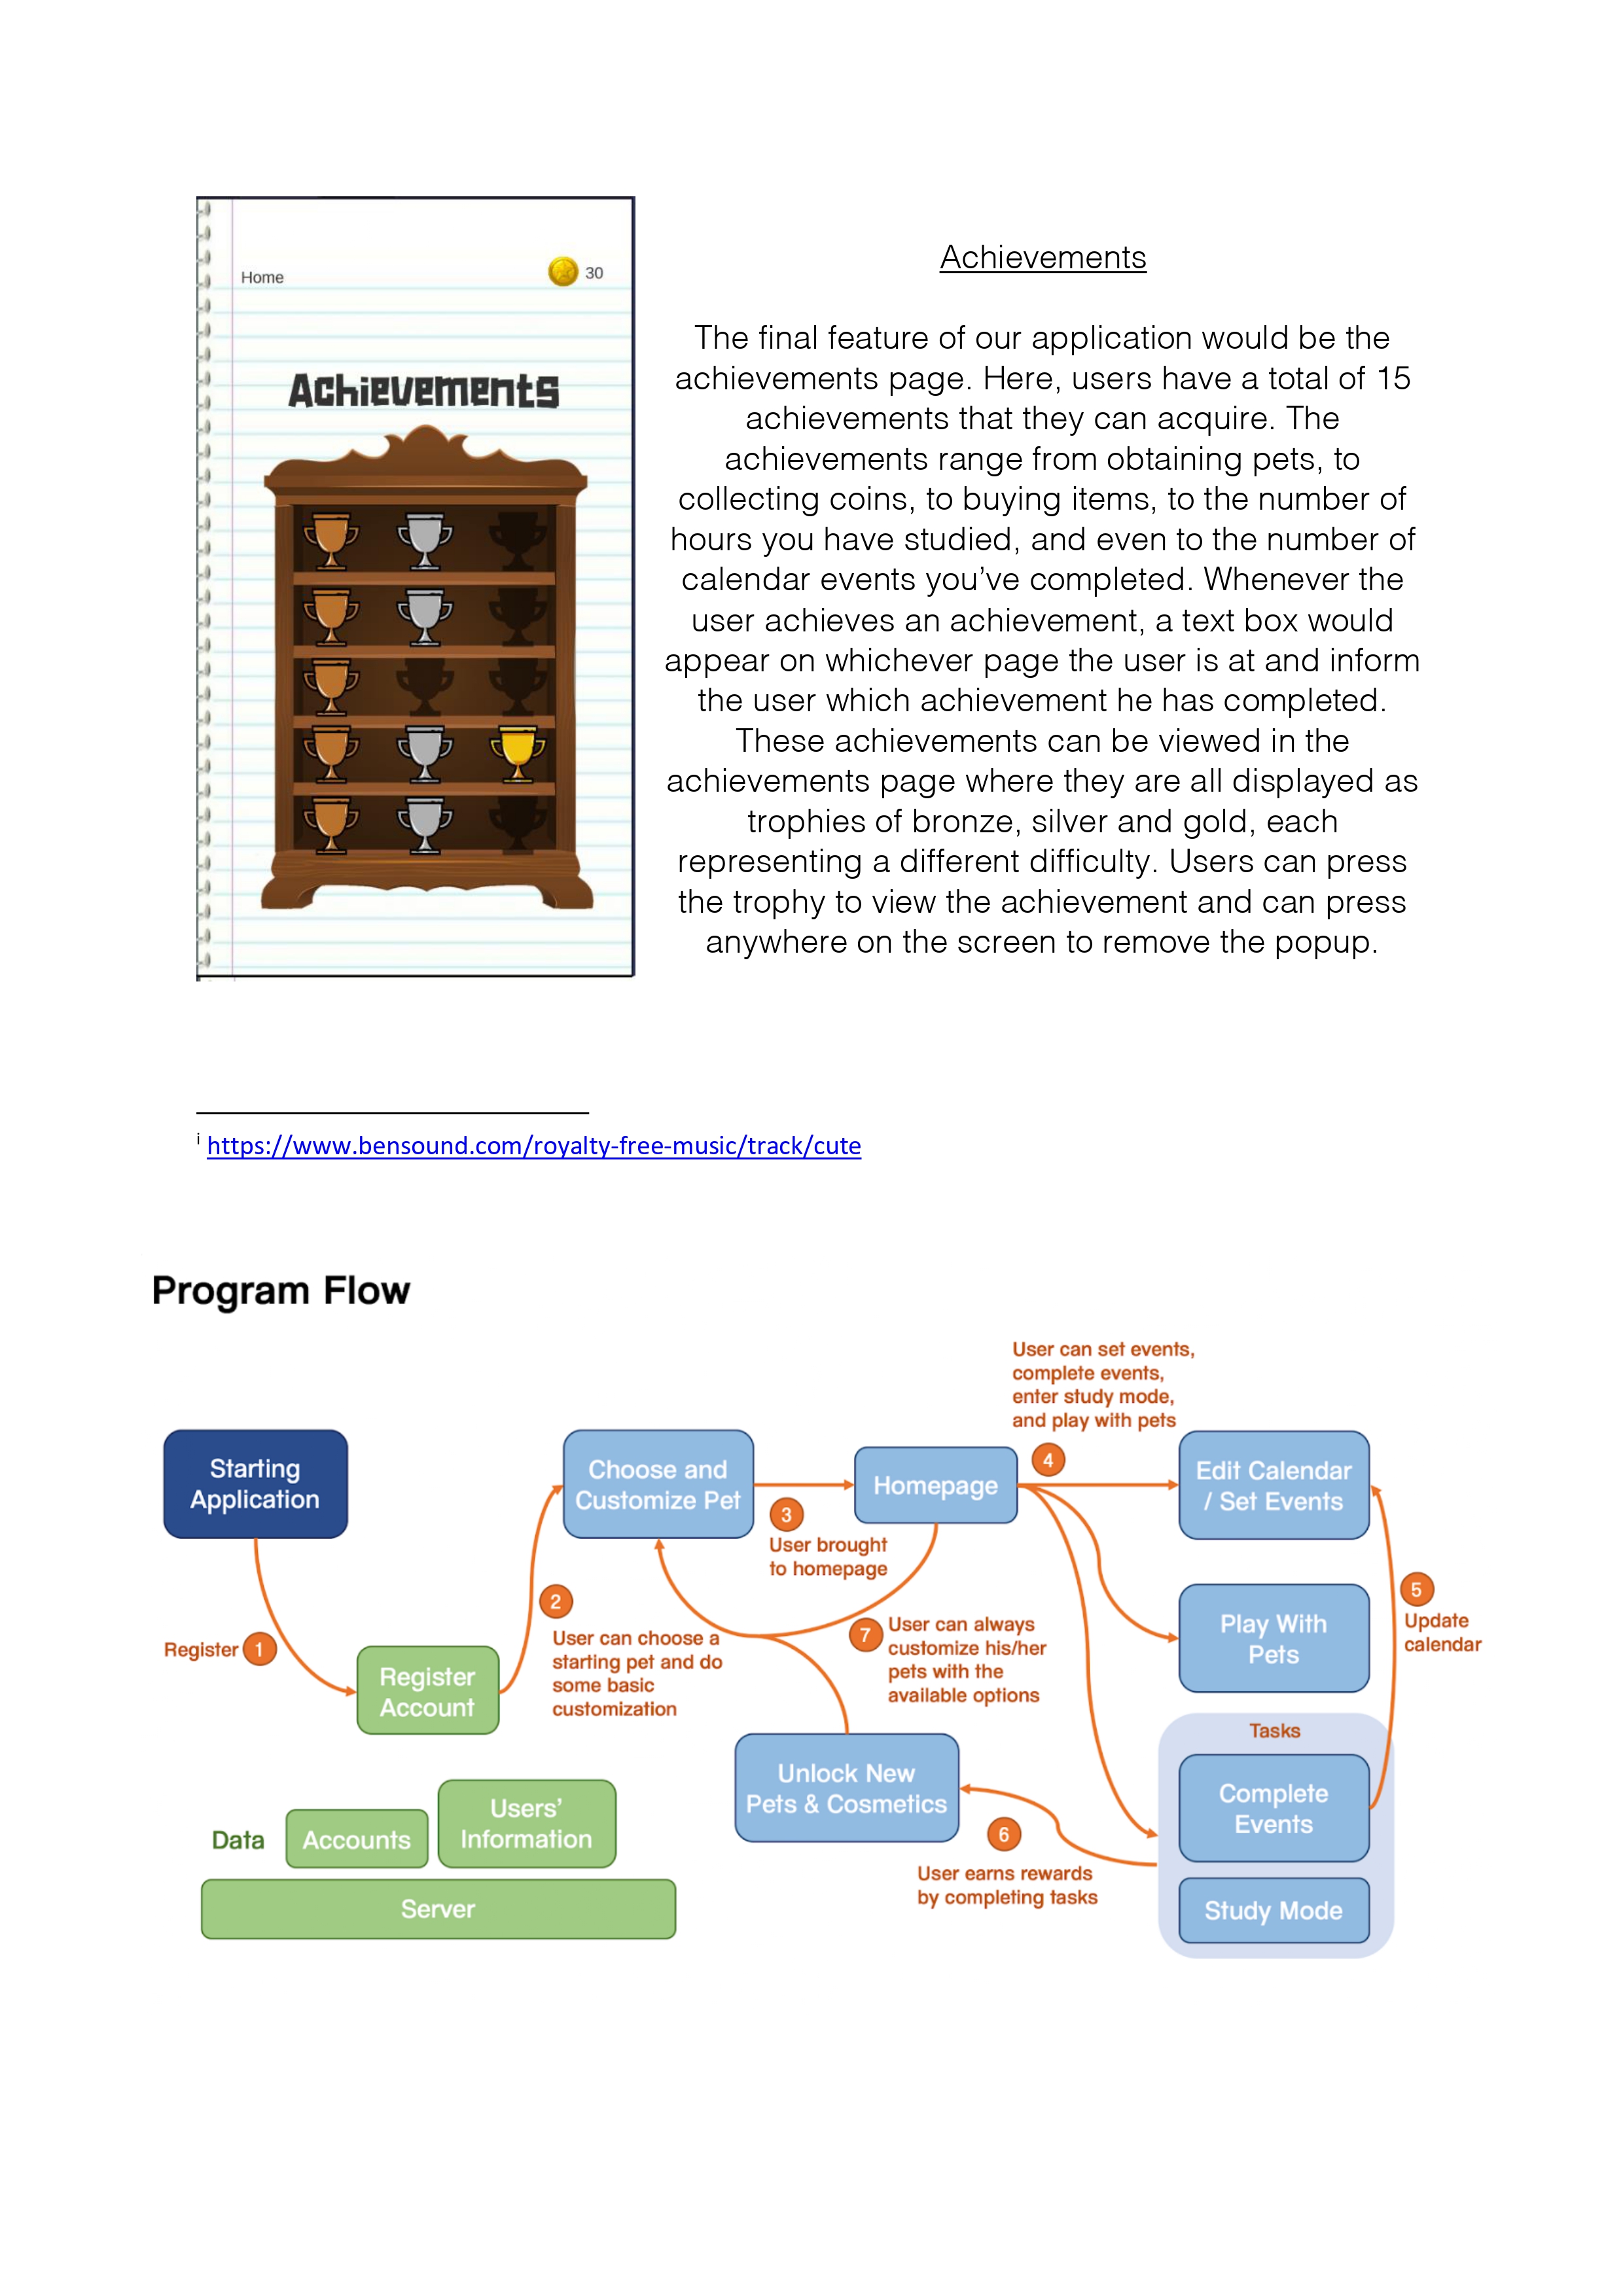 Home
30
Achievements
Achievements
The final feature of our application would be the
achievements page. Here, users have a total of 15
achievements that they can acquire. The
achievements range from obtaining pets, to
collecting coins, to buying items, to the number of
hours you have studied, and even to the number of
calendar events you’ve completed. Whenever the
user achieves an achievement, a text box would
appear on whichever page the user is at and inform
the user which achievement he has completed.
These achievements can be viewed in the
achievements page where they are all displayed as
trophies of bronze, silver and gold, each
representing a different difficulty. Users can press
the trophy to view the achievement and can press
anywhere on the screen to remove the popup.
i https://www.bensound.com/royalty-free-music/track/cute
Program Flow
User can set events,
complete events,
enter study mode,
and play with pets
4
Starting
Application
Choose and
Customize Pet
Homepage
Edit Calendar
/ Set Events
3
User brought
to homepage
2
User can choose a
starting pet and do
some basic
customization
Register 1
Register
Account
7
User can always
customize his/her
pets with the
available options
Play With
Pets
5
Update
calendar
Tasks
Complete
Events
Study Mode
Unlock New
Pets & Cosmetics
6
User earns rewards
by completing tasks
Data
Accounts
Users’
Information
Server